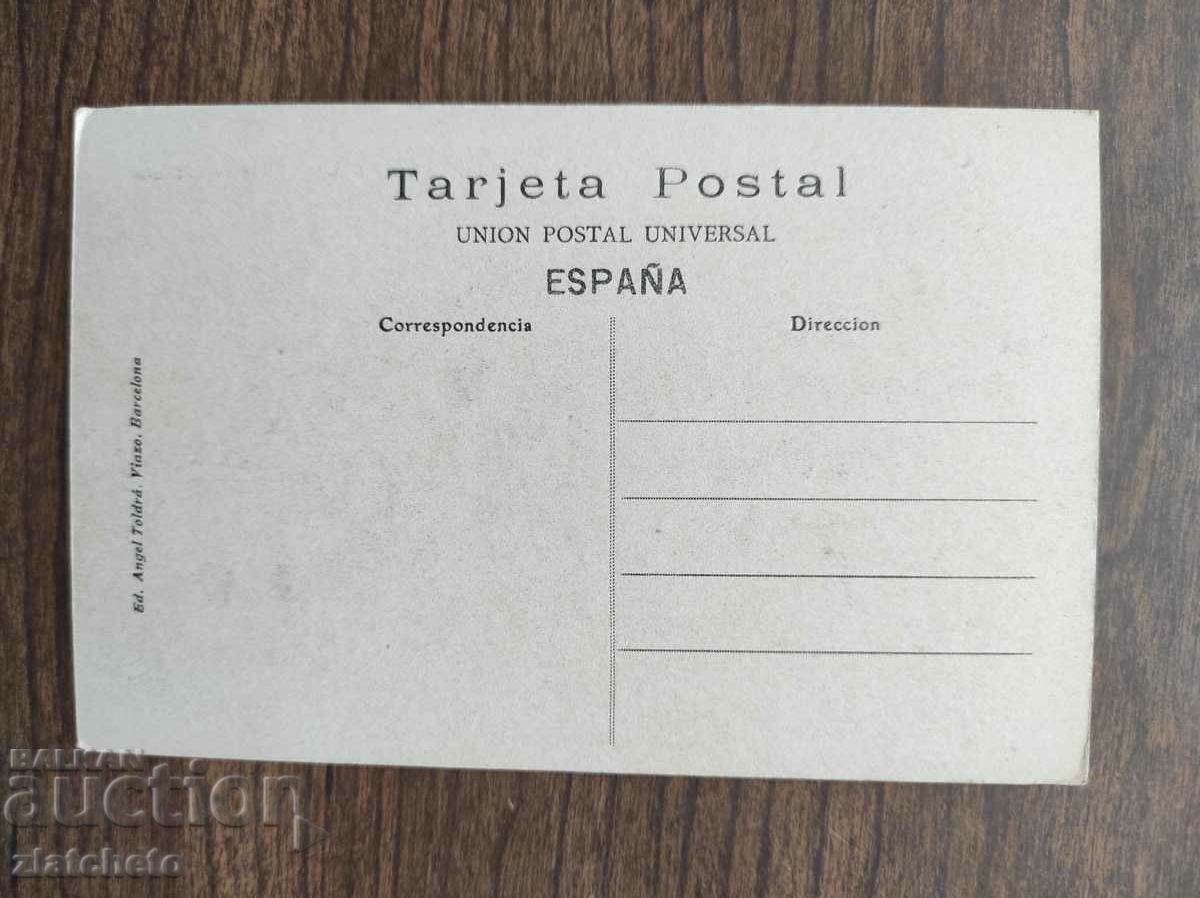 Tarjeta Postal
UNION POSTAL UNIVERSAL
ESPAÑA
Correspondencia
Direccion
Ed. Angel Toldrá. Viazo. Barcelona
BALKAN
auction
zlatcheto